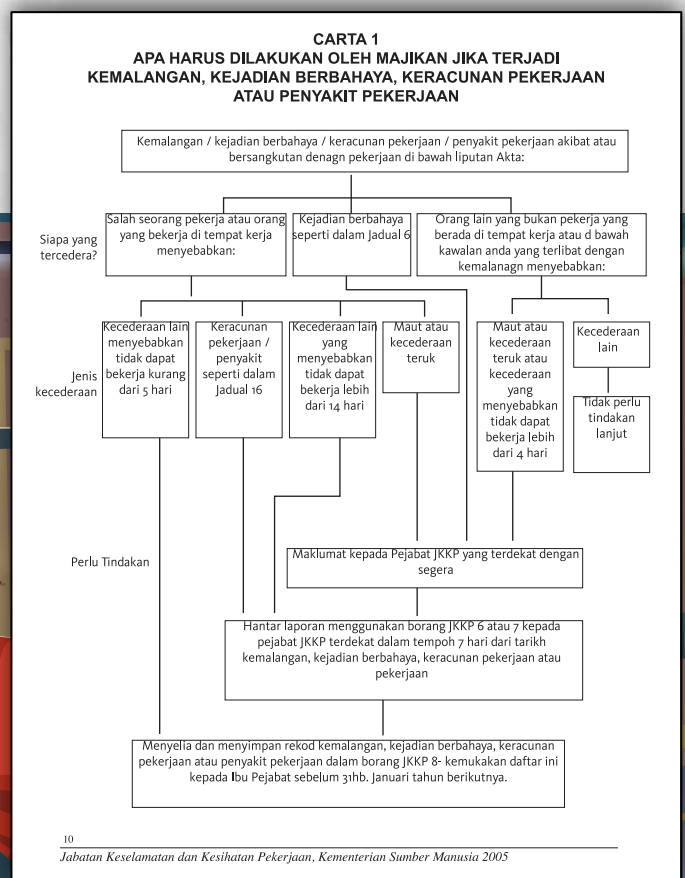 CARTA 1
APA HARUS DILAKUKAN OLEH MAJIKAN JIKA TERJADI
KEMALANGAN, KEJADIAN BERBAHAYA, KERACUNAN PEKERJAAN
ATAU PENYAKIT PEKERJAAN
Kemalangan / kejadian berbahaya / keracunan pekerjaan / penyakit pekerjaan akibat atau
bersangkutan denagn pekerjaan di bawah liputan Akta:
Siapa yang
tercedera?
Salah seorang pekerja atau orang
yang bekerja di tempat kerja
menyebabkan:
Kejadian berbahaya
seperti dalam Jadual 6
Orang lain yang bukan pekerja yang
berada di tempat kerja atau d bawah
kawalan anda yang terlibat dengan
kemalanagn menyebabkan:
Jenis
kecederaan
Kecederaan lain
menyebabkan
tidak dapat
bekerja kurang
dari 5 hari
Keracunan
pekerjaan /
penyakit
seperti dalam
Jadual 16
Kecederaan lain
yang
menyebabkan
tidak dapat
bekerja lebih
dari 14 hari
Maut atau
kecederaan
teruk
Maut atau
kecederaan
teruk atau
kecederaan
yang
menyebabkan
tidak dapat
bekerja lebih
dari 4 hari
Kecederaan
lain
Tidak perlu
tindakan
lanjut
Perlu Tindakan
Maklumat kepada Pejabat JKKP yang terdekat dengan
segera
Hantar laporan menggunakan borang JKKP 6 atau 7 kepada
pejabat JKKP terdekat dalam tempoh 7 hari dari tarikh
kemalangan, kejadian berbahaya, keracunan pekerjaan atau
pekerjaan
Menyelia dan menyimpan rekod kemalangan, kejadian berbahaya, keracunan
pekerjaan atau penyakit pekerjaan dalam borang JKKP 8- kemukakan daftar ini
kepada Ibu Pejabat sebelum 31hb. Januari tahun berikutnya.
10
Jabatan Keselamatan dan Kesihatan Pekerjaan, Kementerian Sumber Manusia 2005